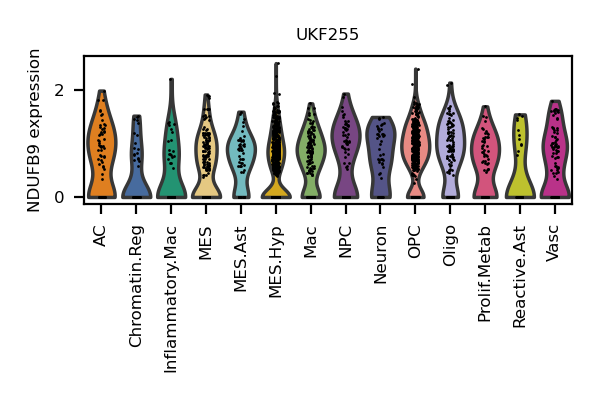 UKF255
NDUFB9 expression
2
0
AC
Chromatin.Reg
Inflammatory.Mac
MES
MES.Ast
MES.Hyp
Mac
NPC
Neuron
OPC
Oligo
Prolif.Metab
Reactive.Ast
Vasc